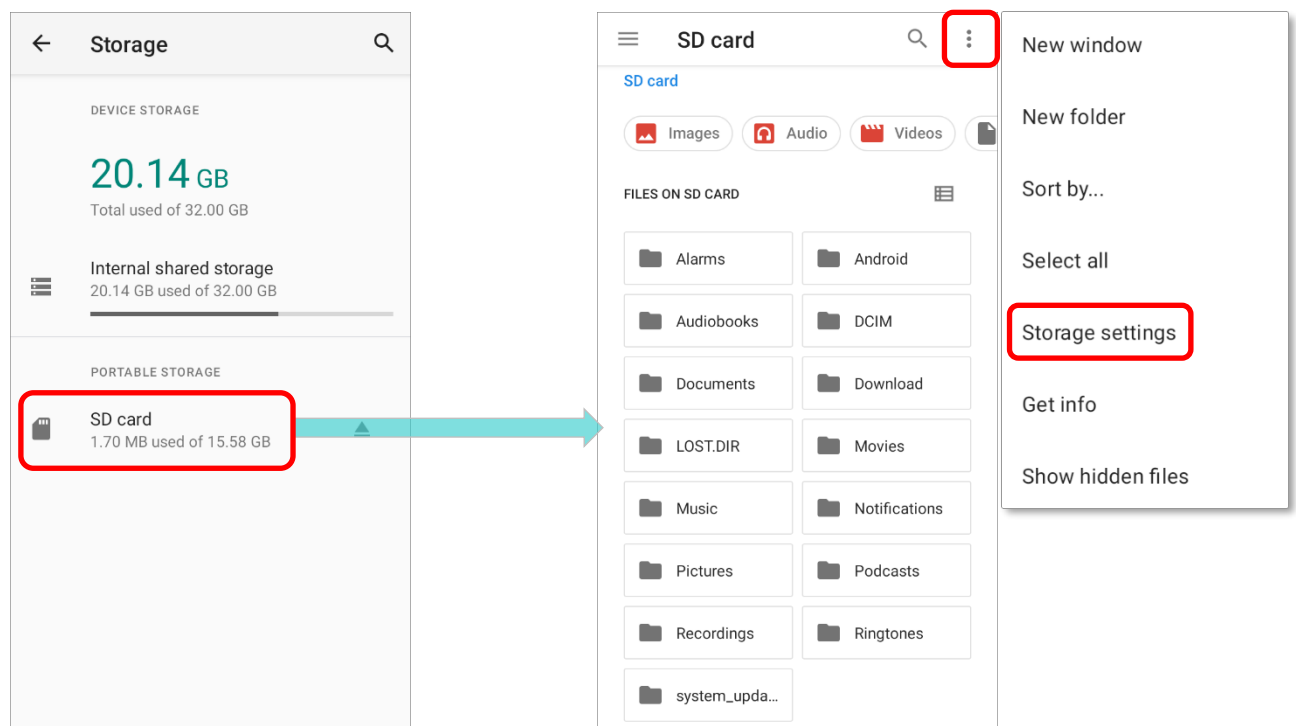 Storage
DEVICE STORAGE
20.14 GB
Total used of 32.00 GB
Internal shared storage
20.14 GB used of 32.00 GB
PORTABLE STORAGE
SD card
1.70 MB used of 15.58 GB
SD card
SD card
Images
Audio
Videos
FILES ON SD CARD
Alarms
Android
Audiobooks
DCIM
Documents
Download
LOST.DIR
Movies
Music
Notifications
Pictures
Podcasts
Recordings
Ringtones
system_upda...
New window
New folder
Sort by...
Select all
Storage settings
Get info
Show hidden files